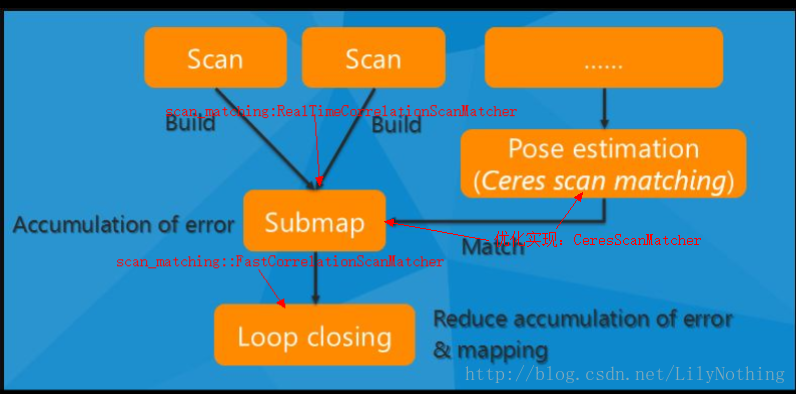 Scan
Scan
......
scan_matching:RealTimeCorrelationScanMatcher
Build
Build
Pose estimation
(Ceres scan matching)
Accumulation of error
Submap
优化实现：CeresScanMatcher
Match
scan_matching::FastCorrelationScanMatcher
Loop closing
Reduce accumulation of error
& mapping
http://blog.csdn.net/LilyNothing